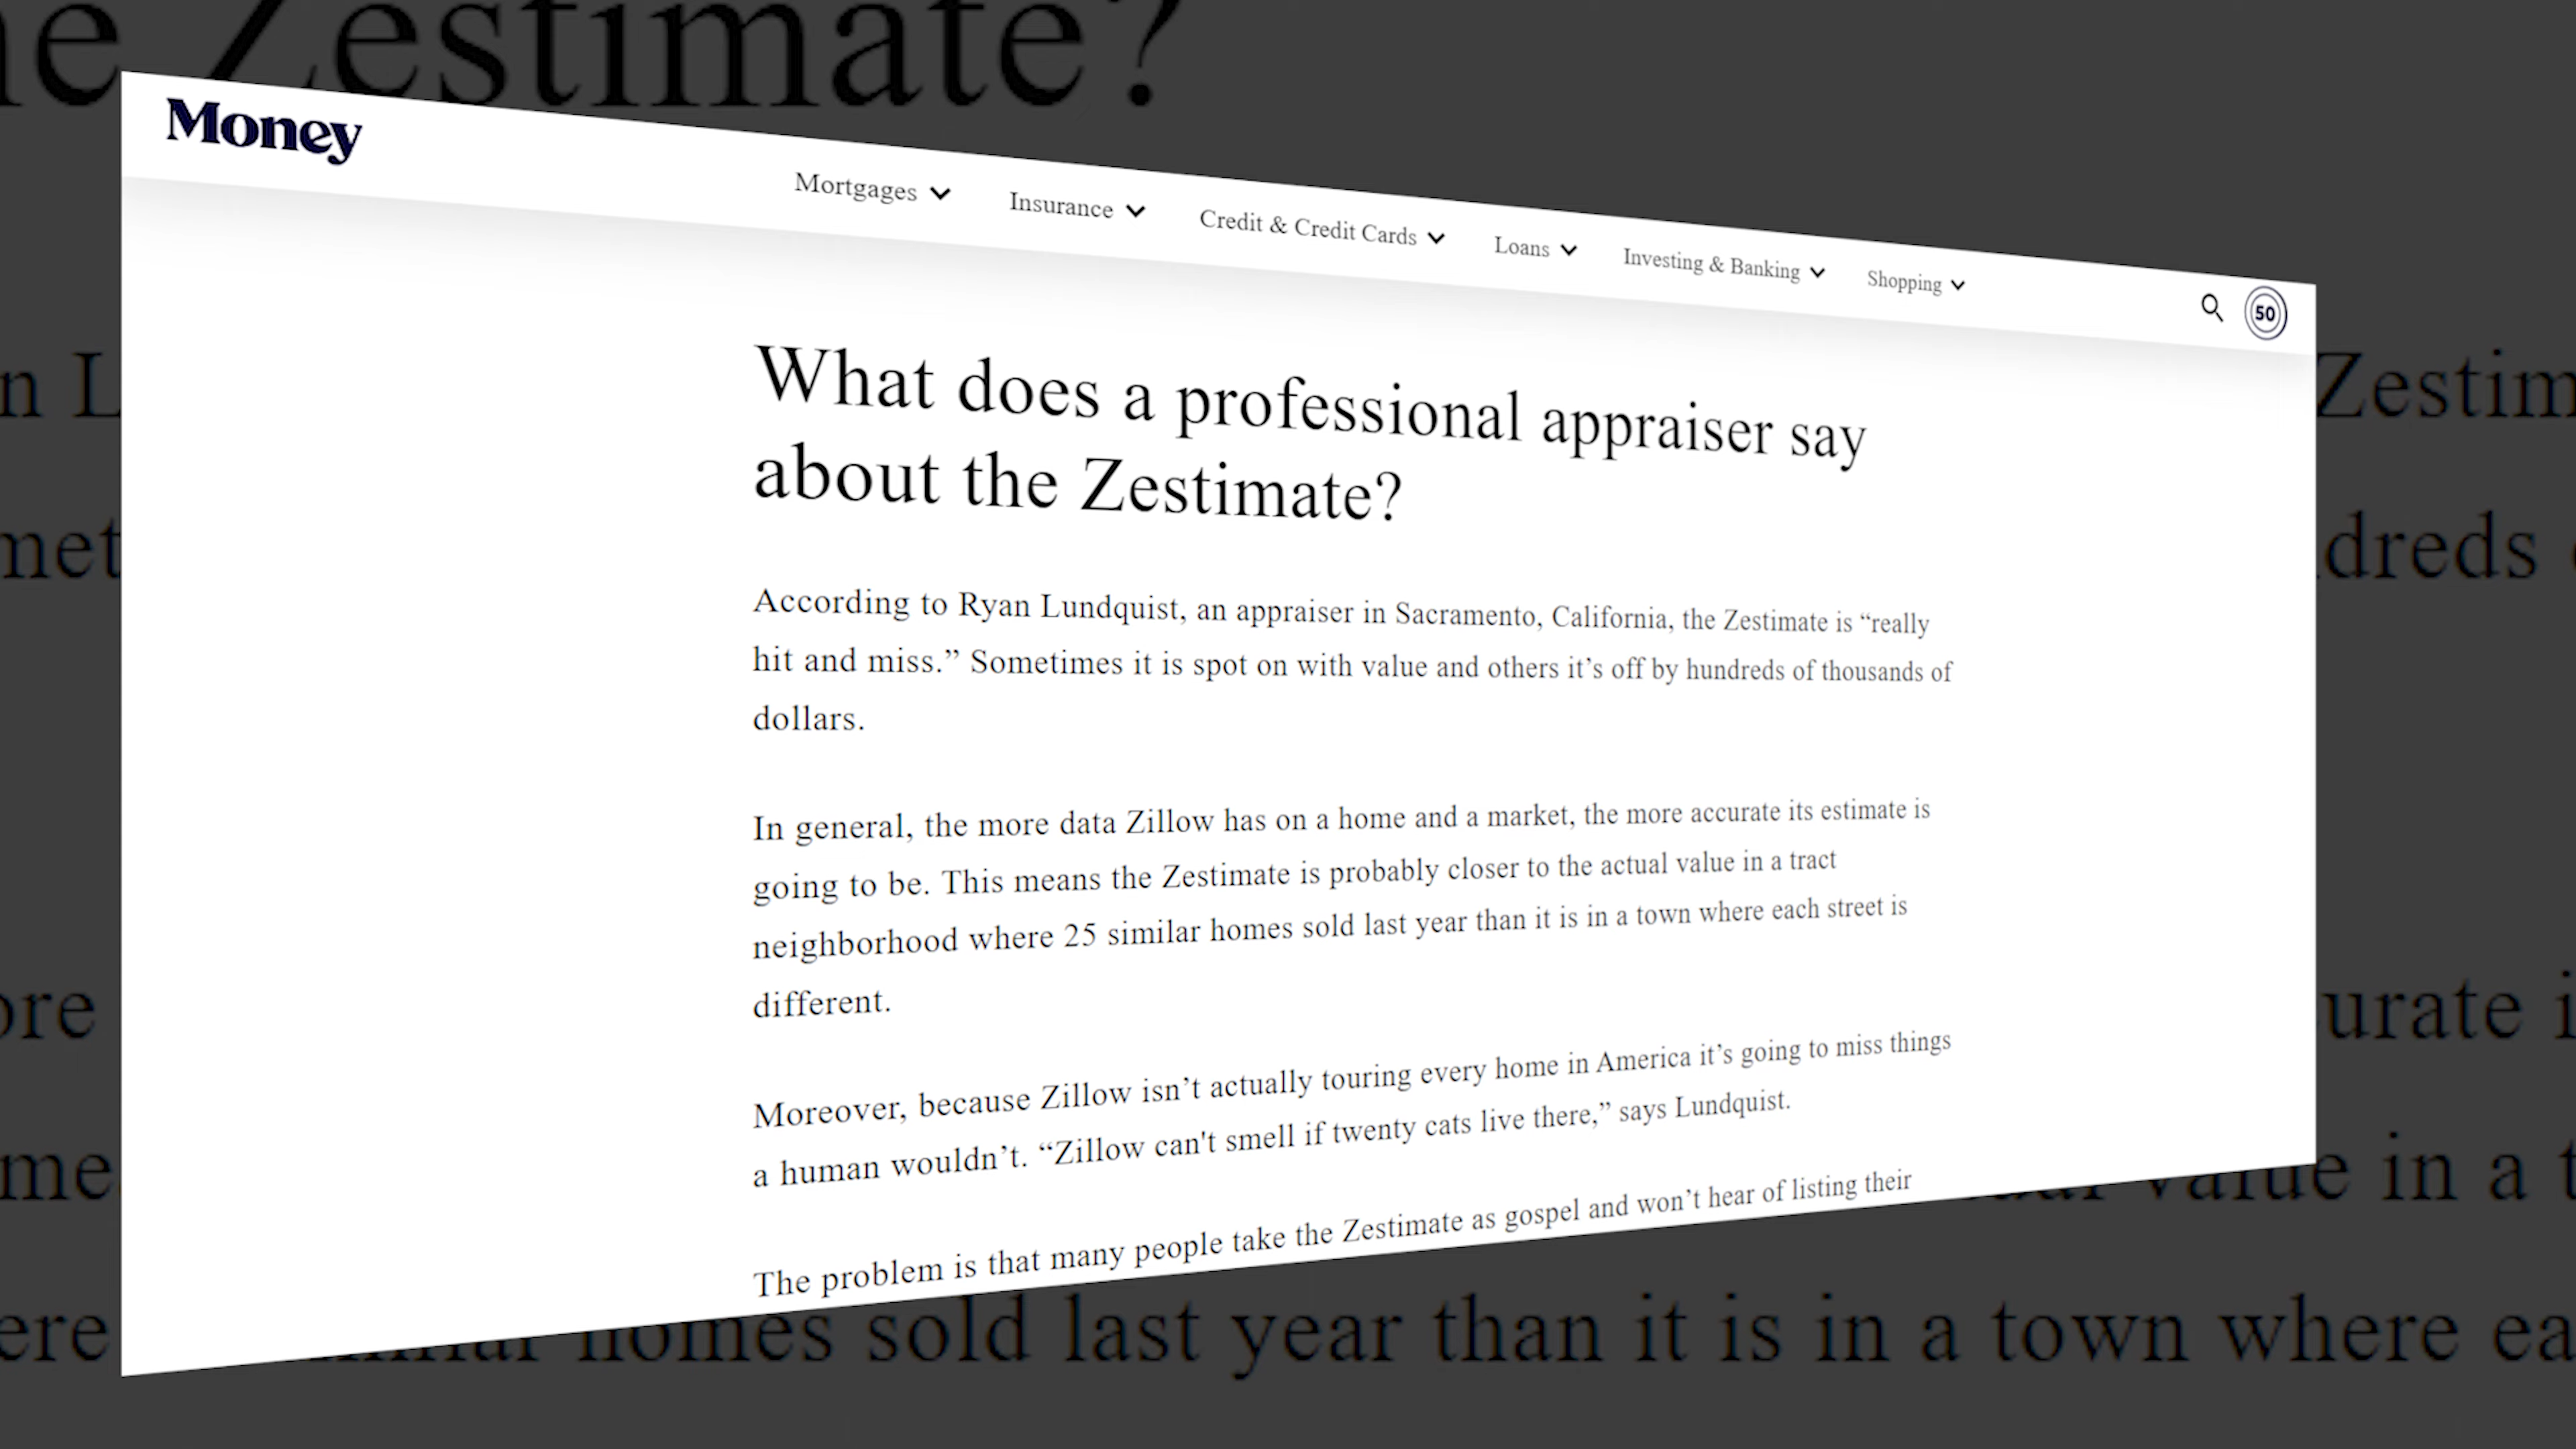 he Zestimate?
Money
Mortgages
Insurance
Credit & Credit Cards
Loans
Investing & Banking
Shopping
50
What does a professional appraiser say
about the Zestimate?
According to Ryan Lundquist, an appraiser in Sacramento, California, the Zestimate is “really
hit and miss.” Sometimes it is spot on with value and others it’s off by hundreds of thousands of
dollars.
In general, the more data Zillow has on a home and a market, the more accurate its estimate is
going to be. This means the Zestimate is probably closer to the actual value in a tract
neighborhood where 25 similar homes sold last year than it is in a town where each street is
different.
Moreover, because Zillow isn’t actually touring every home in America it’s going to miss things
a human wouldn’t. “Zillow can't smell if twenty cats live there,” says Lundquist.
The problem is that many people take the Zestimate as gospel and won’t hear of listing their
n L
Zestim
met
dreds
ore
urate i
me
value in a t
ere
homes sold last year than it is in a town where ea